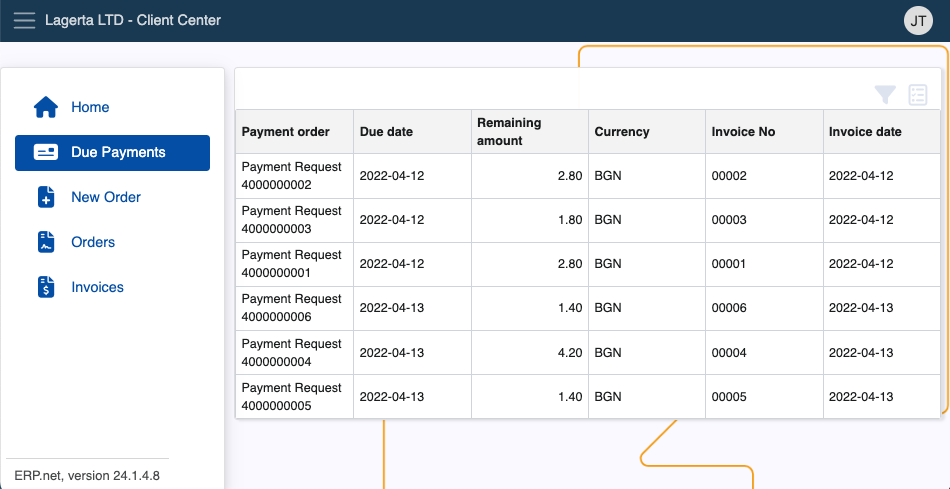 Lagerta LTD - Client Center
JT
Home
Due Payments
New Order
Orders
Invoices
Payment order Due date Remaining amount Currency Invoice No Invoice date
Payment Request 4000000002 2022-04-12 2.80 BGN 00002 2022-04-12
Payment Request 4000000003 2022-04-12 1.80 BGN 00003 2022-04-12
Payment Request 4000000001 2022-04-12 2.80 BGN 00001 2022-04-12
Payment Request 4000000006 2022-04-13 1.40 BGN 00006 2022-04-13
Payment Request 4000000004 2022-04-13 4.20 BGN 00004 2022-04-13
Payment Request 4000000005 2022-04-13 1.40 BGN 00005 2022-04-13
ERP.net, version 24.1.4.8